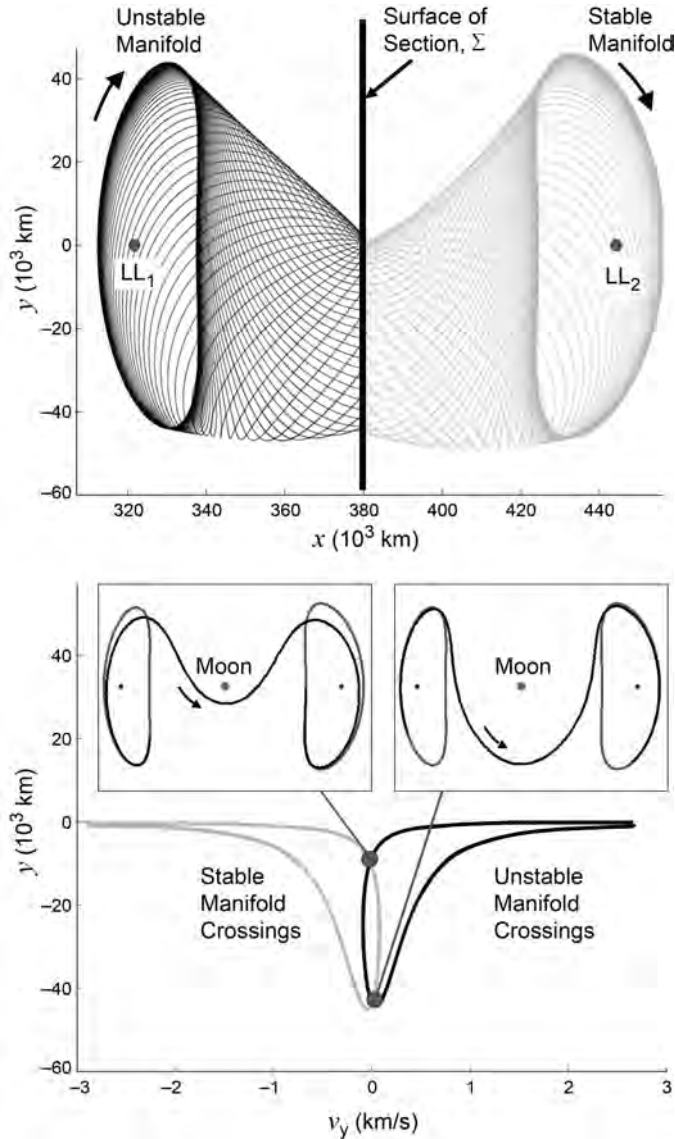 Unstable
Manifold
Surface of
Section, Σ
Stable
Manifold
40
20
0
−20
−40
−60
y (10³ km)
LL₁
LL₂
320
340
360
380
400
420
440
x (10³ km)
Moon
Moon
40
20
0
−20
−40
−60
y (10³ km)
Stable
Manifold
Crossings
Unstable
Manifold
Crossings
−3
−2
−1
0
1
2
3
vy (km/s)